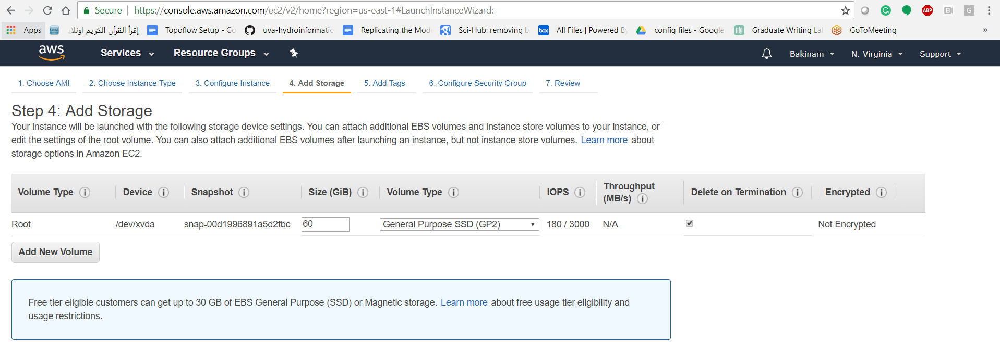 Secure https://console.aws.amazon.com/ec2/v2/home?region=us-east-1#LaunchInstanceWizard:
ABP B G
Apps إقرأ القرآن الكريم اونلاي Topoflow Setup - Go uva-hydroinformatic Replicating the Mod Sci-Hub: removing b box All Files | Powered By config files - Google Graduate Writing La GoToMeeting »
aws Services Resource Groups Bakinam N. Virginia Support
1. Choose AMI 2. Choose Instance Type 3. Configure Instance 4. Add Storage 5. Add Tags 6. Configure Security Group 7. Review
Step 4: Add Storage
Your instance will be launched with the following storage device settings. You can attach additional EBS volumes and instance store volumes to your instance, or
edit the settings of the root volume. You can also attach additional EBS volumes after launching an instance, but not instance store volumes. Learn more about
storage options in Amazon EC2.
Volume Type i Device i Snapshot i Size (GiB) i Volume Type i IOPS i Throughput (MB/s) i Delete on Termination i Encrypted i
Root /dev/xvda snap-00d1996891a5d2fbc 60 General Purpose SSD (GP2) 180 / 3000 N/A Not Encrypted
Add New Volume
Free tier eligible customers can get up to 30 GB of EBS General Purpose (SSD) or Magnetic storage. Learn more about free usage tier eligibility and
usage restrictions.